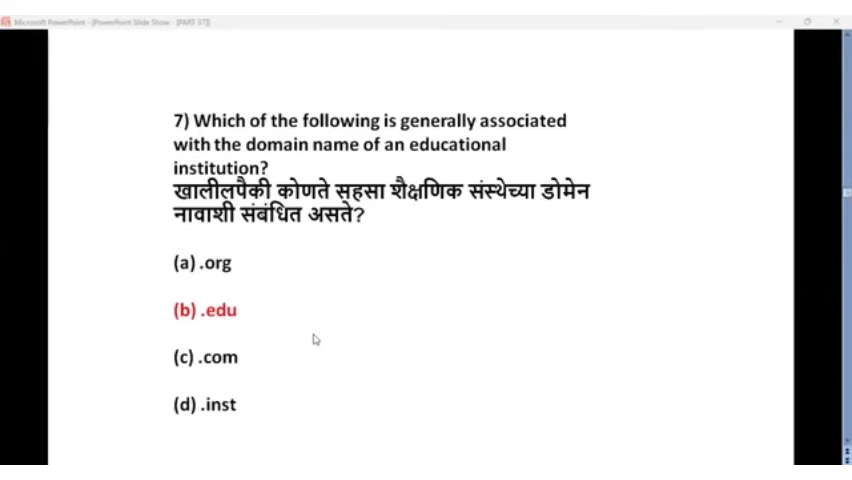 Microsoft PowerPoint - [PowerPoint Slide Show - [PART 37]]
7) Which of the following is generally associated
with the domain name of an educational
institution?
खालीलपैकी कोणते सहसा शैक्षणिक संस्थेच्या डोमेन
नावाशी संबंधित असते?
(a) .org
(b) .edu
(c) .com
(d) .inst